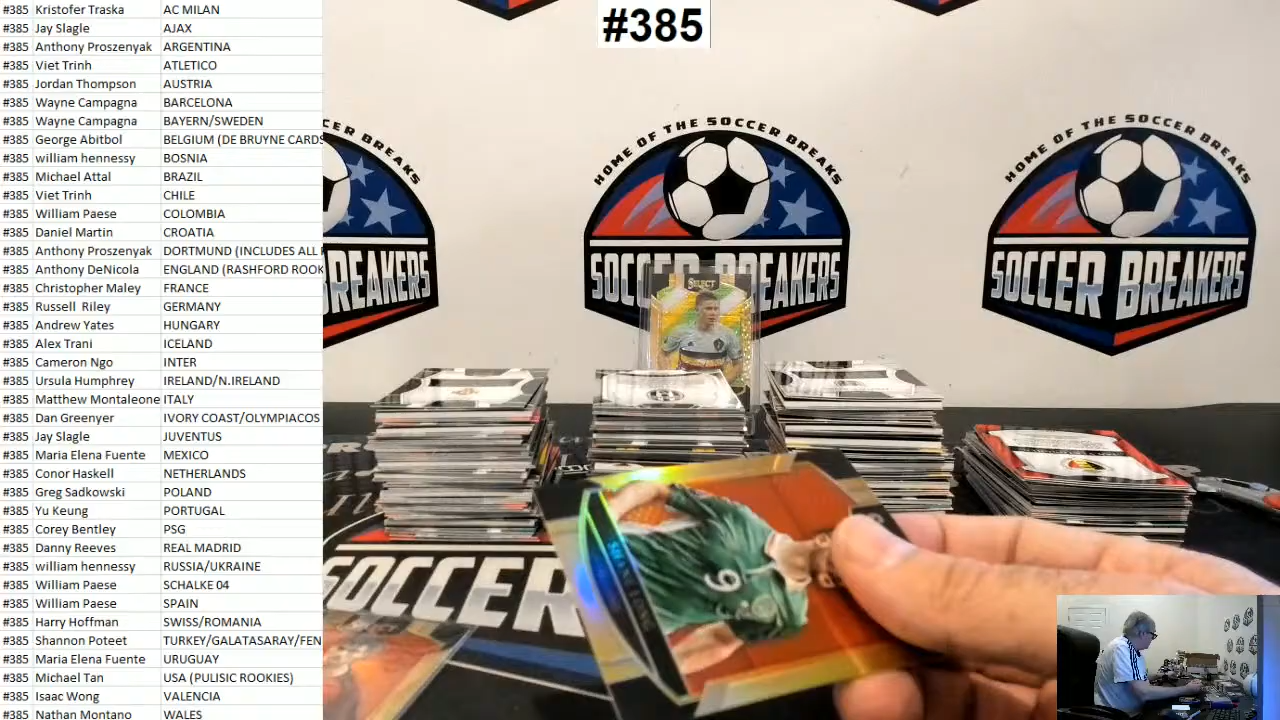 #385 Kristofer Traska AC MILAN
#385 Jay Slagle AJAX
#385 Anthony Proszenyak ARGENTINA
#385 Viet Trinh ATLETICO
#385 Jordan Thompson AUSTRIA
#385 Wayne Campagna BARCELONA
#385 Wayne Campagna BAYERN/SWEDEN
#385 George Abitbol BELGIUM (DE BRUYNE CARDS
#385 william hennessy BOSNIA
#385 Michael Attal BRAZIL
#385 Viet Trinh CHILE
#385 William Paese COLOMBIA
#385 Daniel Martin CROATIA
#385 Anthony Proszenyak DORTMUND (INCLUDES ALL
#385 Anthony DeNicola ENGLAND (RASHFORD ROOK
#385 Christopher Maley FRANCE
#385 Russell Riley GERMANY
#385 Andrew Yates HUNGARY
#385 Alex Trani ICELAND
#385 Cameron Ngo INTER
#385 Ursula Humphrey IRELAND/N.IRELAND
#385 Matthew Montaleone ITALY
#385 Dan Greenyer IVORY COAST/OLYMPIACOS
#385 Jay Slagle JUVENTUS
#385 Maria Elena Fuente MEXICO
#385 Conor Haskell NETHERLANDS
#385 Greg Sadkowski POLAND
#385 Yu Keung PORTUGAL
#385 Corey Bentley PSG
#385 Danny Reeves REAL MADRID
#385 william hennessy RUSSIA/UKRAINE
#385 William Paese SCHALKE 04
#385 William Paese SPAIN
#385 Harry Hoffman SWISS/ROMANIA
#385 Shannon Poteet TURKEY/GALATASARAY/FEN
#385 Maria Elena Fuente URUGUAY
#385 Michael Tan USA (PULISIC ROOKIES)
#385 Isaac Wong VALENCIA
#385 Nathan Montano WALES
#385
CER BREAKS
REAKERS
HOME OF THE SOCCER BREAKS
SOCCER BREAKERS
HOME OF THE SOCCER BREAKS
SOCCER BREAKERS
SELECT
SOCCER
9